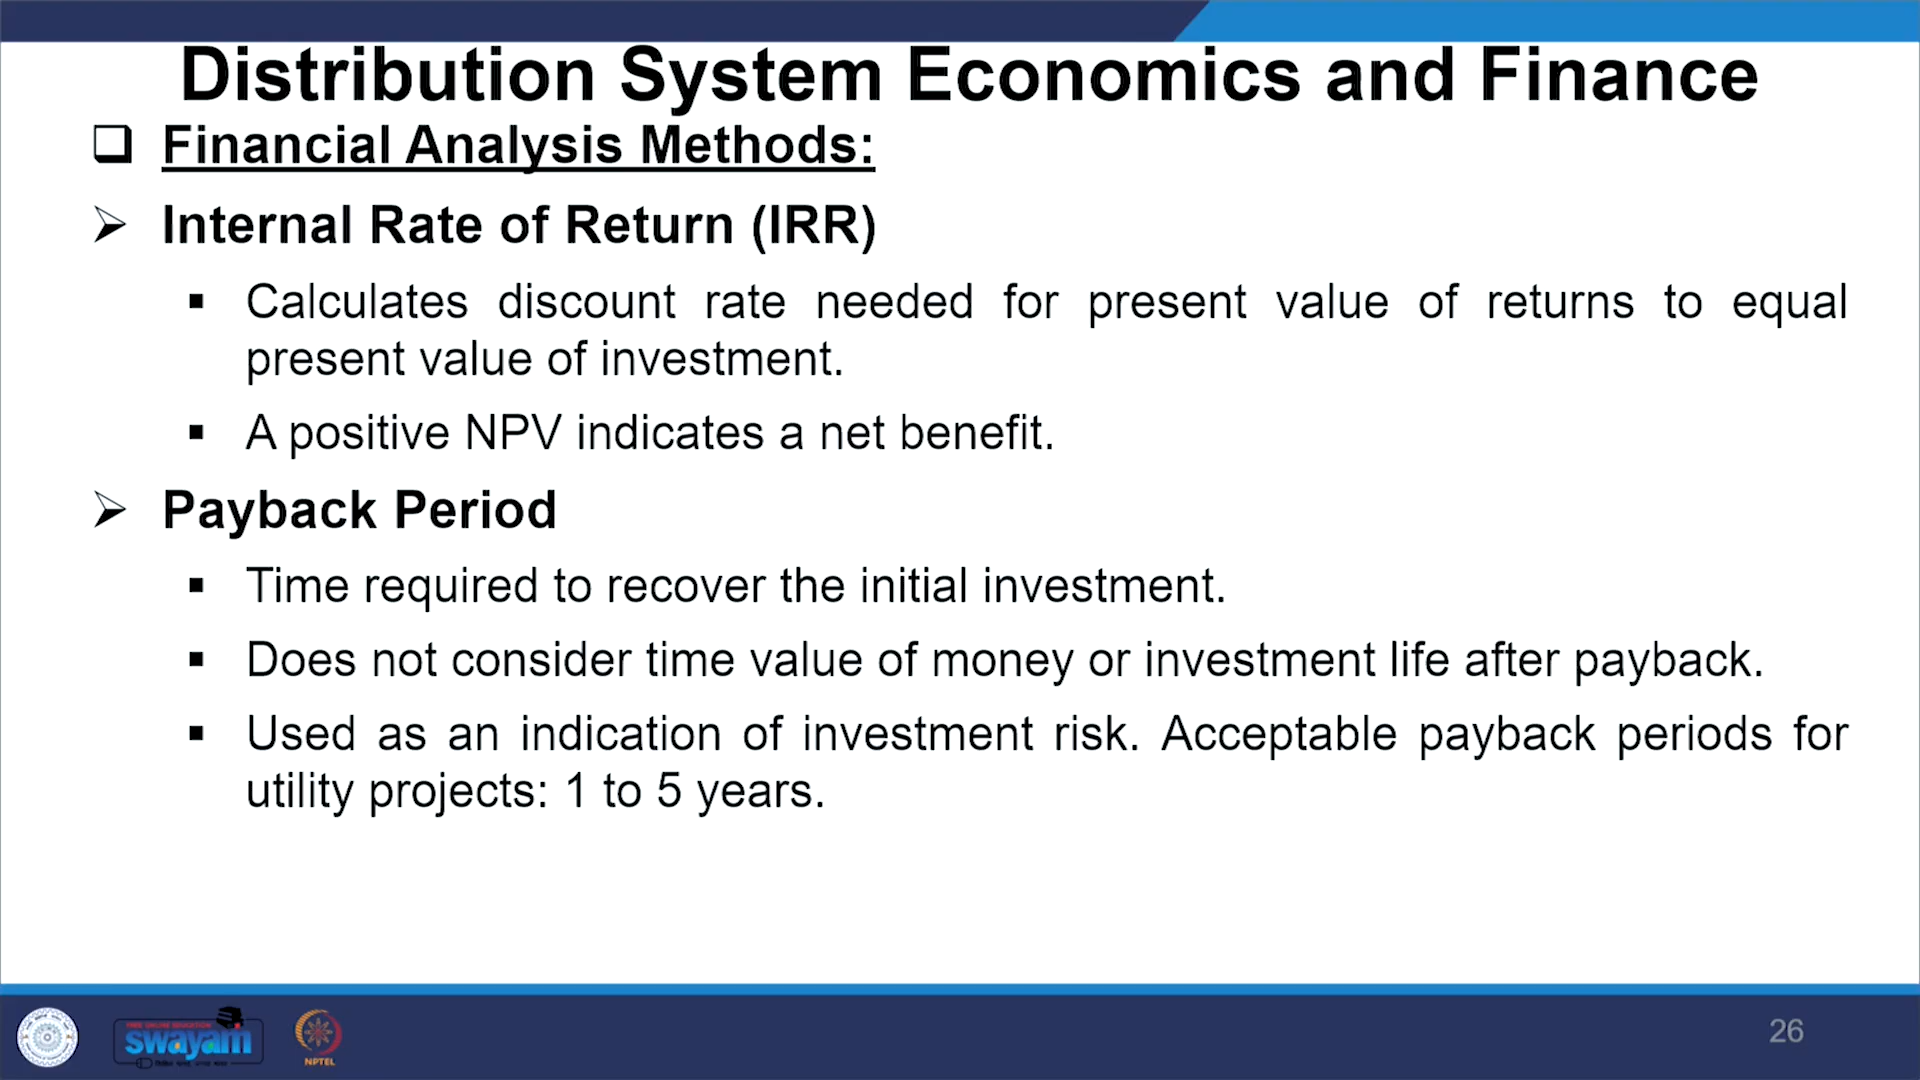 Distribution System Economics and Finance
Financial Analysis Methods:
Internal Rate of Return (IRR)
Calculates discount rate needed for present value of returns to equal
present value of investment.
A positive NPV indicates a net benefit.
Payback Period
Time required to recover the initial investment.
Does not consider time value of money or investment life after payback.
Used as an indication of investment risk. Acceptable payback periods for
utility projects: 1 to 5 years.
FREE ONLINE EDUCATION
swayam
NPTEL
26